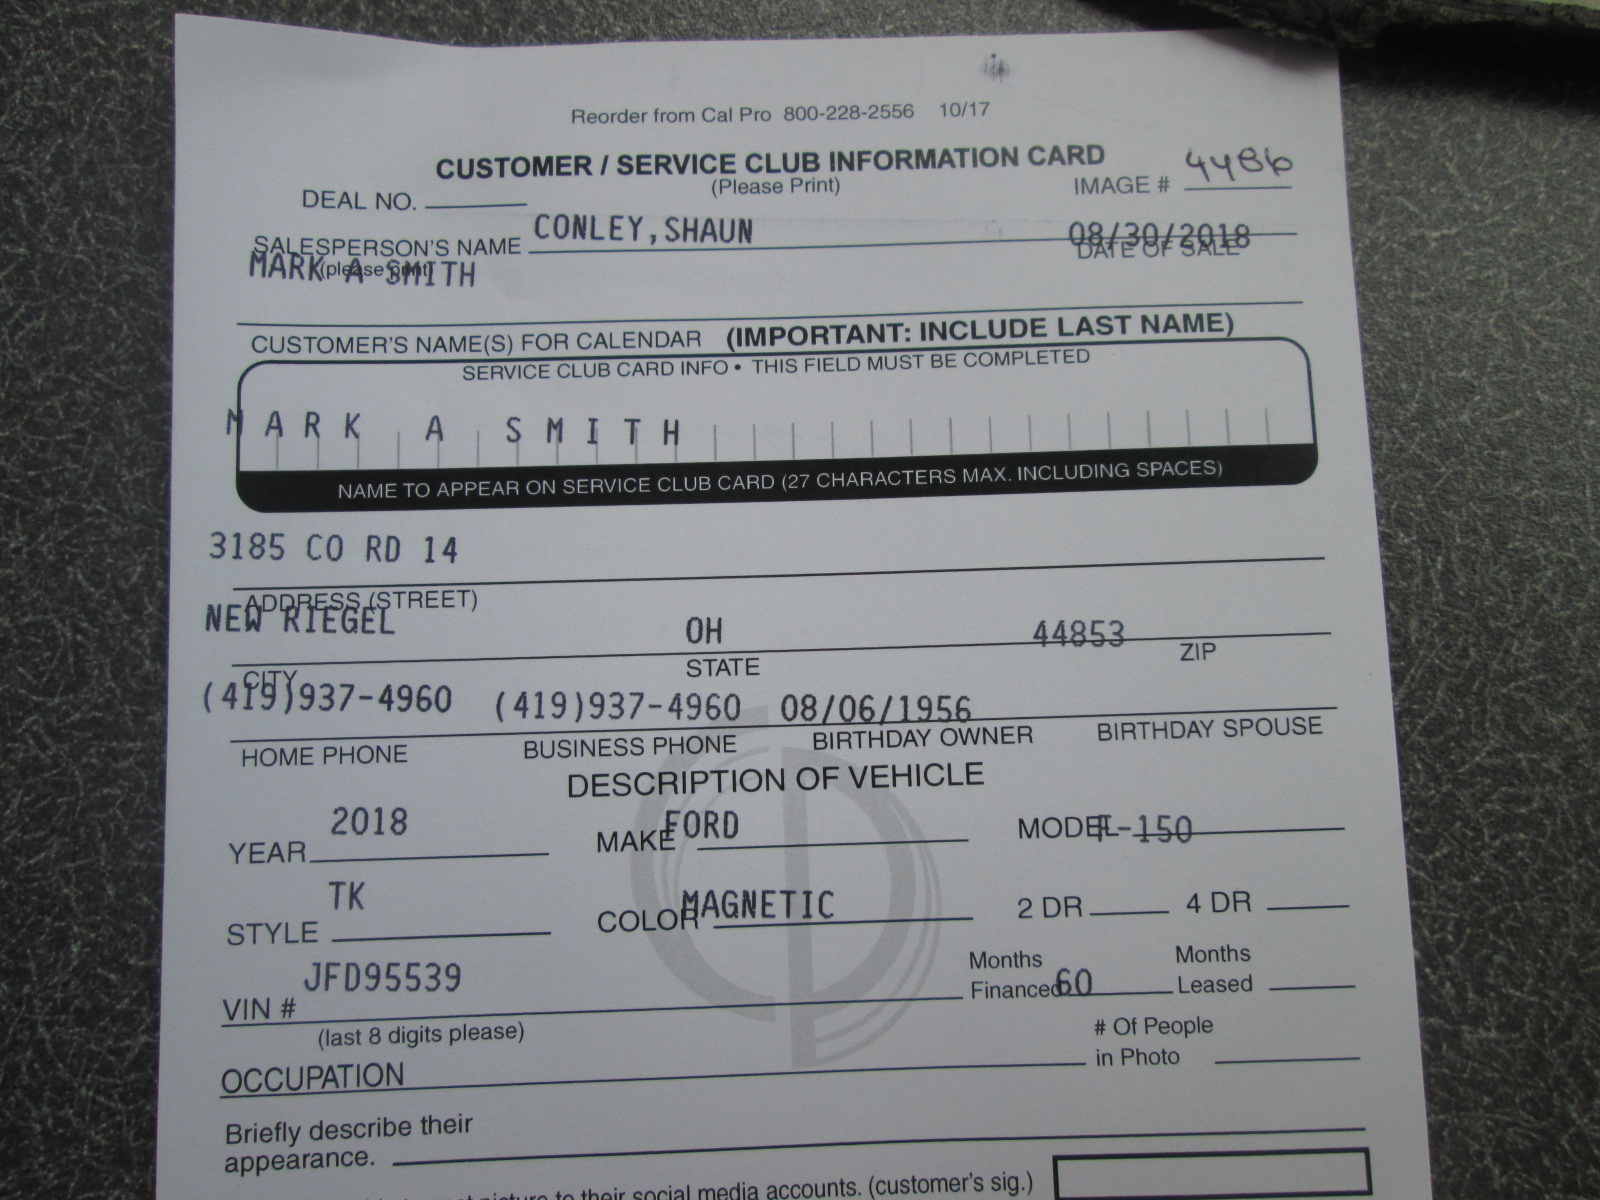 Reorder from Cal Pro 800-228-2556 10/17
CUSTOMER / SERVICE CLUB INFORMATION CARD
(Please Print)
IMAGE # 4486
DEAL NO.
SALESPERSON'S NAME CONLEY,SHAUN 08/30/2018
(please print) DATE OF SALE
MARK A SMITH
CUSTOMER'S NAME(S) FOR CALENDAR (IMPORTANT: INCLUDE LAST NAME)
SERVICE CLUB CARD INFO • THIS FIELD MUST BE COMPLETED
MARK A SMITH
NAME TO APPEAR ON SERVICE CLUB CARD (27 CHARACTERS MAX. INCLUDING SPACES)
3185 CO RD 14
ADDRESS (STREET)
NEW RIEGEL OH 44853
CITY STATE ZIP
(419)937-4960 (419)937-4960 08/06/1956
HOME PHONE BUSINESS PHONE BIRTHDAY OWNER BIRTHDAY SPOUSE
DESCRIPTION OF VEHICLE
YEAR 2018 MAKE FORD MODEL F-150
STYLE TK COLOR MAGNETIC 2 DR 4 DR
VIN # JFD95539 Months Financed 60 Months Leased
(last 8 digits please)
# Of People in Photo
OCCUPATION
Briefly describe their
appearance.
picture to their social media accounts. (customer's sig.)